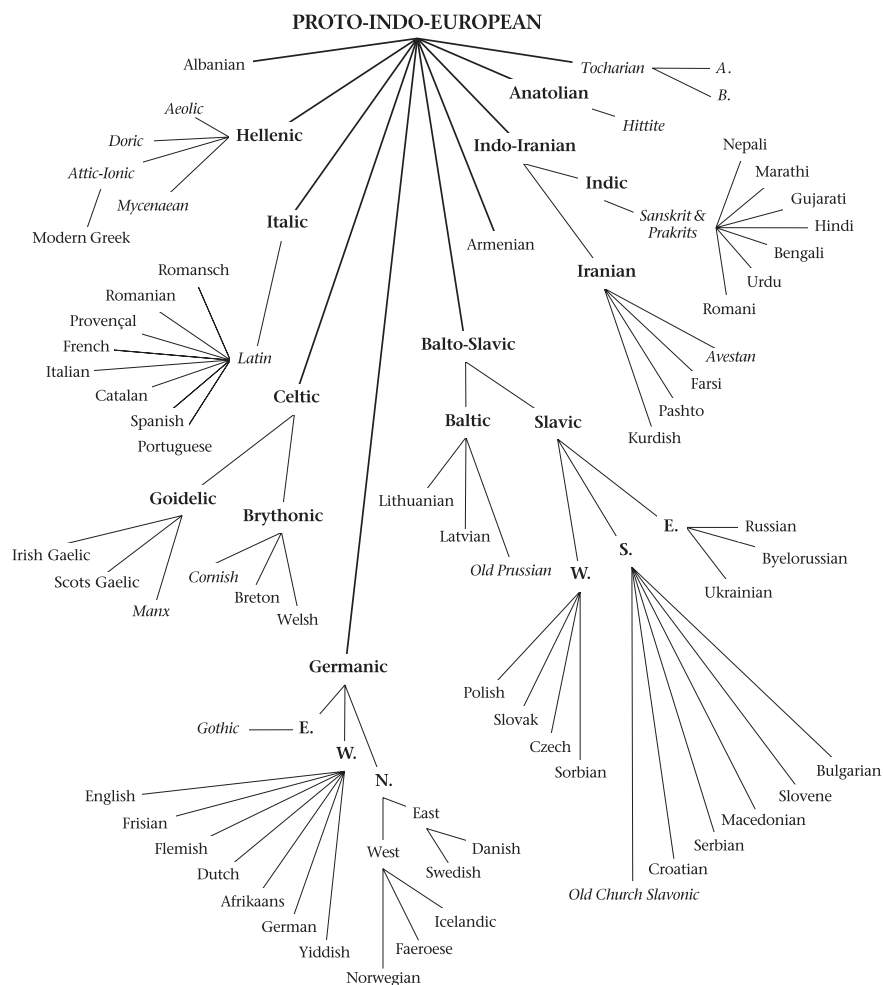 PROTO-INDO-EUROPEAN
Albanian
Tocharian
A.
B.
Anatolian
Hittite
Aeolic
Doric
Hellenic
Attic-Ionic
Mycenaean
Modern Greek
Indo-Iranian
Indic
Sanskrit &
Prakrits
Nepali
Marathi
Gujarati
Hindi
Bengali
Urdu
Romani
Italic
Armenian
Iranian
Avestan
Farsi
Pashto
Kurdish
Romansch
Romanian
Provençal
French
Italian
Catalan
Spanish
Portuguese
Latin
Balto-Slavic
Celtic
Baltic
Slavic
Goidelic
Brythonic
Irish Gaelic
Scots Gaelic
Manx
Cornish
Breton
Welsh
Lithuanian
Latvian
Old Prussian
W.
S.
E.
Russian
Byelorussian
Ukrainian
Polish
Slovak
Czech
Sorbian
Bulgarian
Slovene
Macedonian
Serbian
Croatian
Old Church Slavonic
Germanic
Gothic
E.
W.
N.
English
Frisian
Flemish
Dutch
Afrikaans
German
Yiddish
East
Danish
Swedish
West
Icelandic
Faeroese
Norwegian